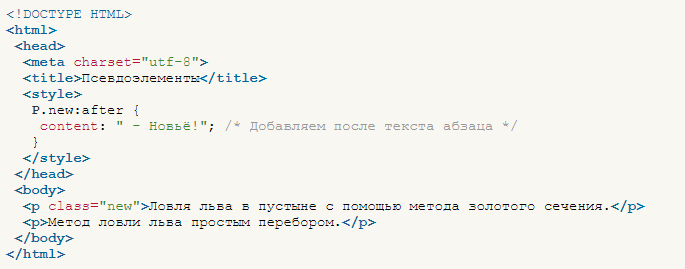 <!DOCTYPE HTML>
<html>
<head>
<meta charset="utf-8">
<title>Псевдоэлементы</title>
<style>
P.new:after {
content: " - Новьё!"; /* Добавляем после текста абзаца */
}
</style>
</head>
<body>
<p class="new">Ловля льва в пустыне с помощью метода золотого сечения.</p>
<p>Метод ловли льва простым перебором.</p>
</body>
</html>